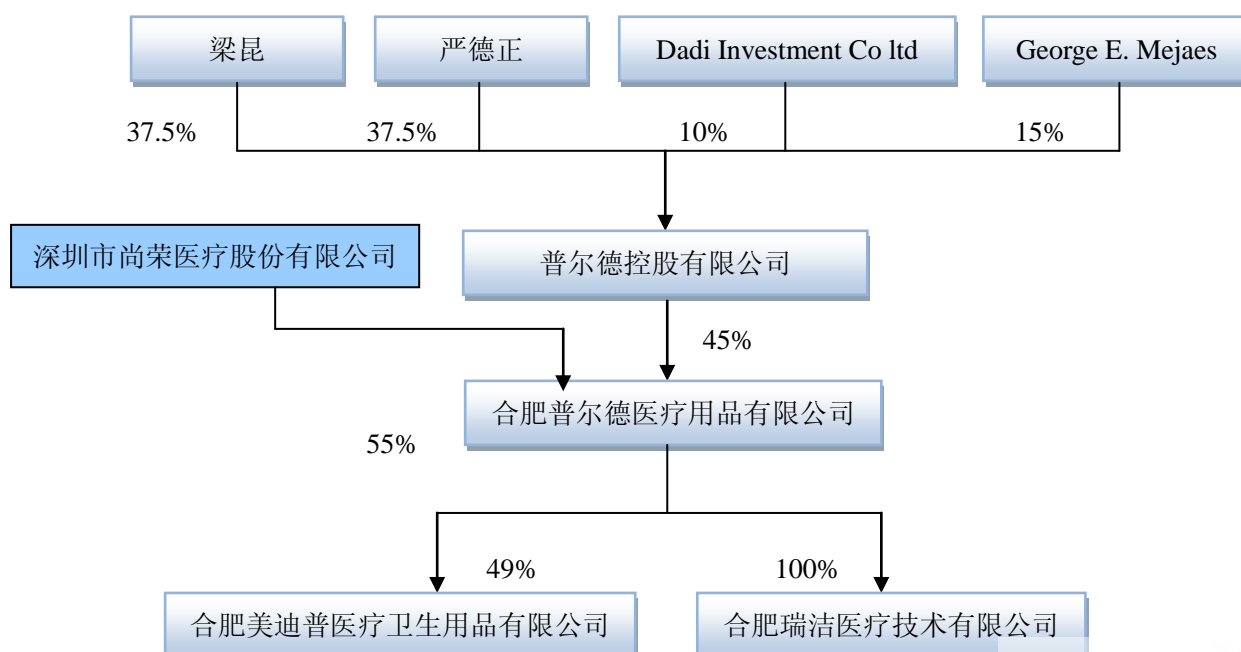 梁昆
严德正
Dadi Investment Co ltd
George E. Mejaes
37.5%
37.5%
10%
15%
深圳市尚荣医疗股份有限公司
普尔德控股有限公司
45%
合肥普尔德医疗用品有限公司
55%
49%
100%
合肥美迪普医疗卫生用品有限公司
合肥瑞洁医疗技术有限公司